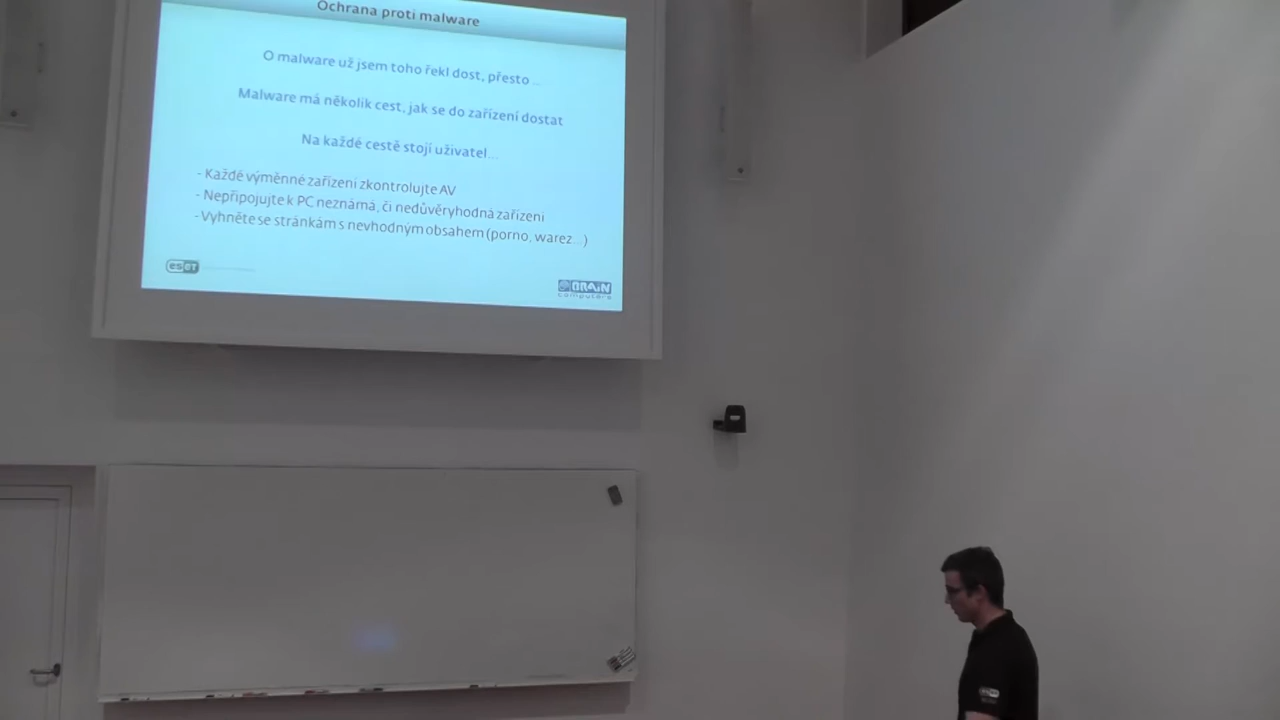 Ochrana proti malware
O malware už jsem toho řekl dost, přesto ...
Malware má několik cest, jak se do zařízení dostat
Na každé cestě stojí uživatel...
- Každé výměnné zařízení zkontrolujte AV
- Nepřipojujte k PC neznámá, či nedůvěryhodná zařízení
- Vyhněte se stránkám s nevhodným obsahem (porno, warez...)
eseT
BRAiN
computers
eseT